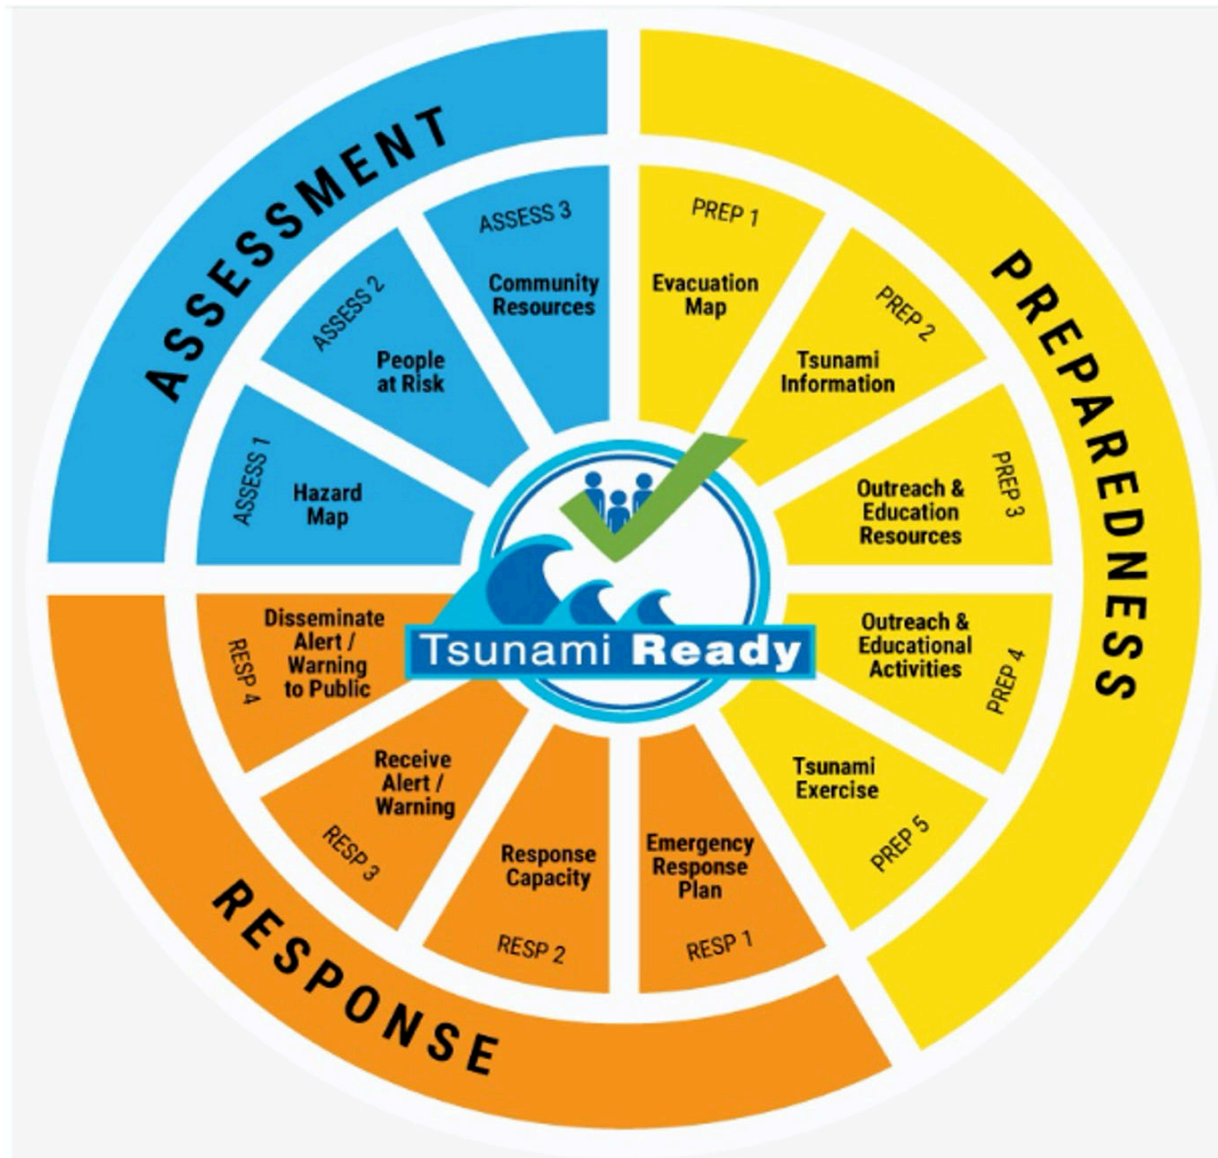 ASSESSMENT
ASSESS 1
Hazard
Map
ASSESS 2
People
at Risk
ASSESS 3
Community
Resources
PREPAREDNESS
PREP 1
Evacuation
Map
PREP 2
Tsunami
Information
PREP 3
Outreach &
Education
Resources
PREP 4
Outreach &
Educational
Activities
PREP 5
Tsunami
Exercise
RESPONSE
RESP 1
Emergency
Response
Plan
RESP 2
Response
Capacity
RESP 3
Receive
Alert /
Warning
RESP 4
Disseminate
Alert /
Warning
to Public
Tsunami Ready